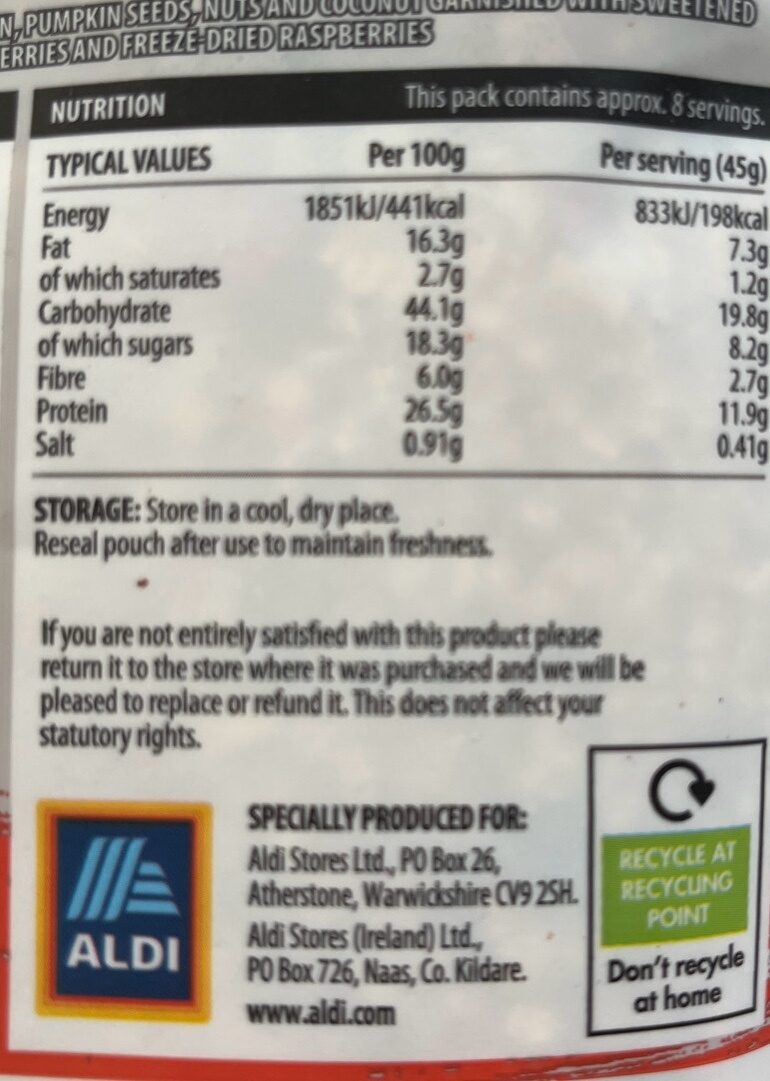 N, PUMPKIN SEEDS, NUTS AND COCONUT GARNISHED WITH SWEETENED
ERRIES AND FREEZE-DRIED RASPBERRIES
NUTRITION This pack contains approx. 8 servings.
TYPICAL VALUES Per 100g Per serving (45g)
Energy 1851kJ/441kcal 833kJ/198kcal
Fat 16.3g 7.3g
of which saturates 2.7g 1.2g
Carbohydrate 44.1g 19.8g
of which sugars 18.3g 8.2g
Fibre 6.0g 2.7g
Protein 26.5g 11.9g
Salt 0.91g 0.41g
STORAGE: Store in a cool, dry place.
Reseal pouch after use to maintain freshness.
If you are not entirely satisfied with this product please
return it to the store where it was purchased and we will be
pleased to replace or refund it. This does not affect your
statutory rights.
ALDI
SPECIALLY PRODUCED FOR:
Aldi Stores Ltd., PO Box 26,
Atherstone, Warwickshire CV9 2SH.
Aldi Stores (Ireland) Ltd.,
PO Box 726, Naas, Co. Kildare.
www.aldi.com
RECYCLE AT
RECYCLING
POINT
Don't recycle
at home